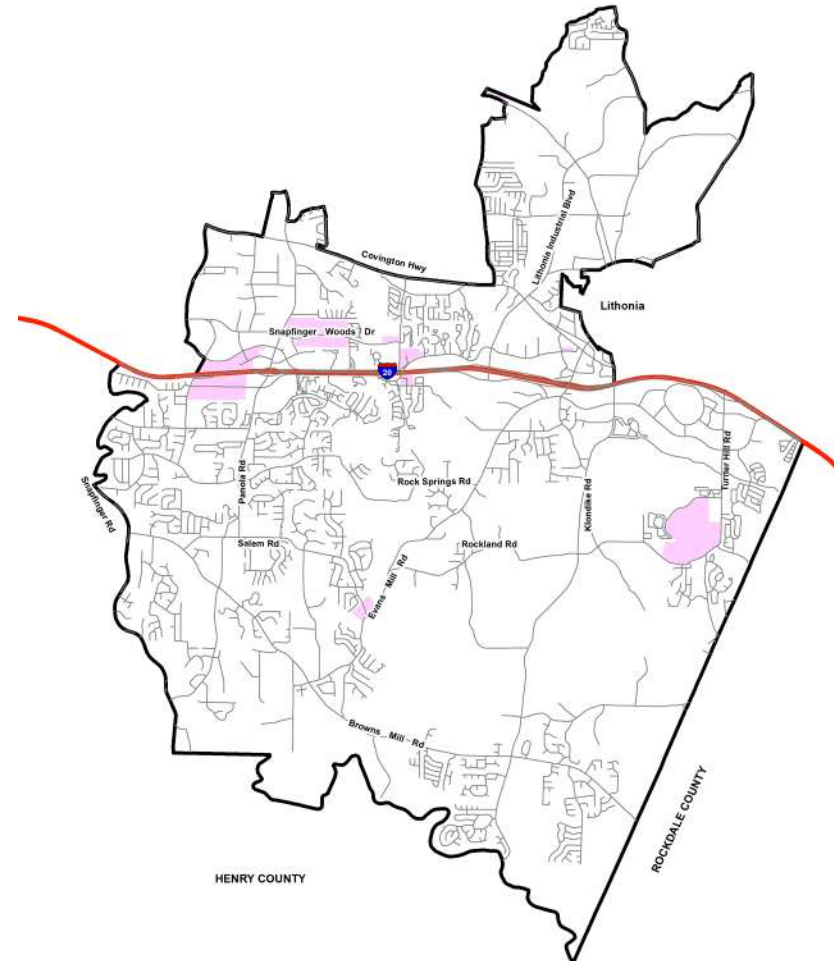 Covington Hwy
Lithonia Industrial Blvd
Lithonia
Snapfinger Woods Dr
20
Turner Hill Rd
Panola Rd
Rock Springs Rd
Klondike Rd
Snapfinger Rd
Salem Rd
Rockland Rd
Evans Mill Rd
Browns Mill Rd
ROCKDALE COUNTY
HENRY COUNTY